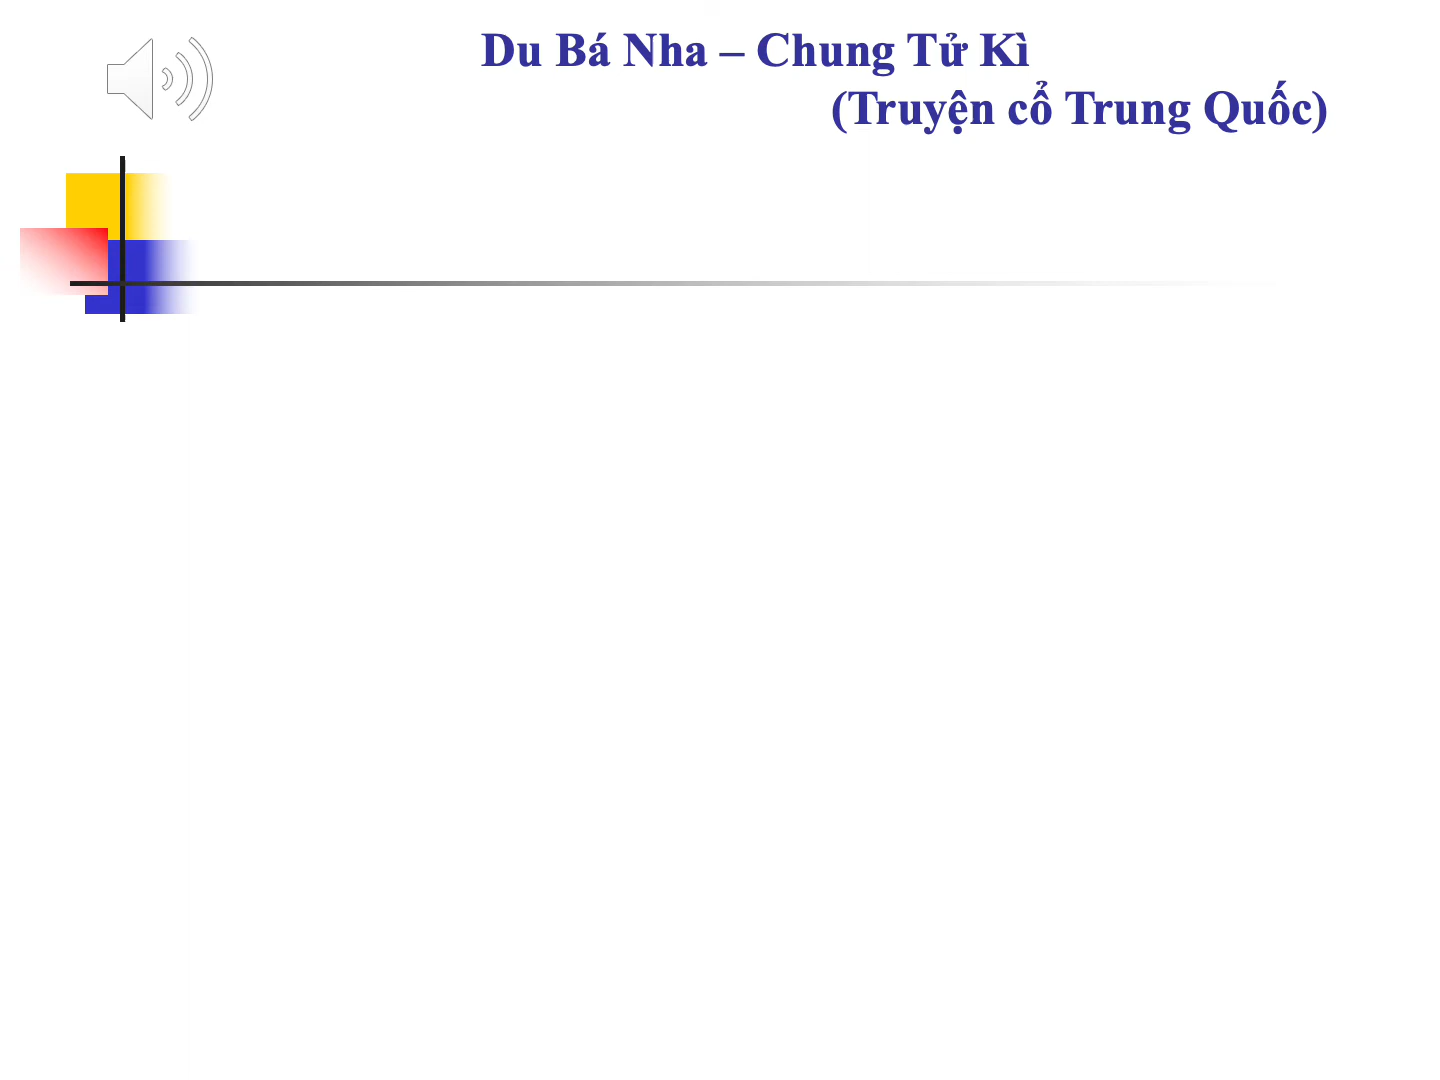 Du Bá Nha – Chung Tử Kì
(Truyện cổ Trung Quốc)